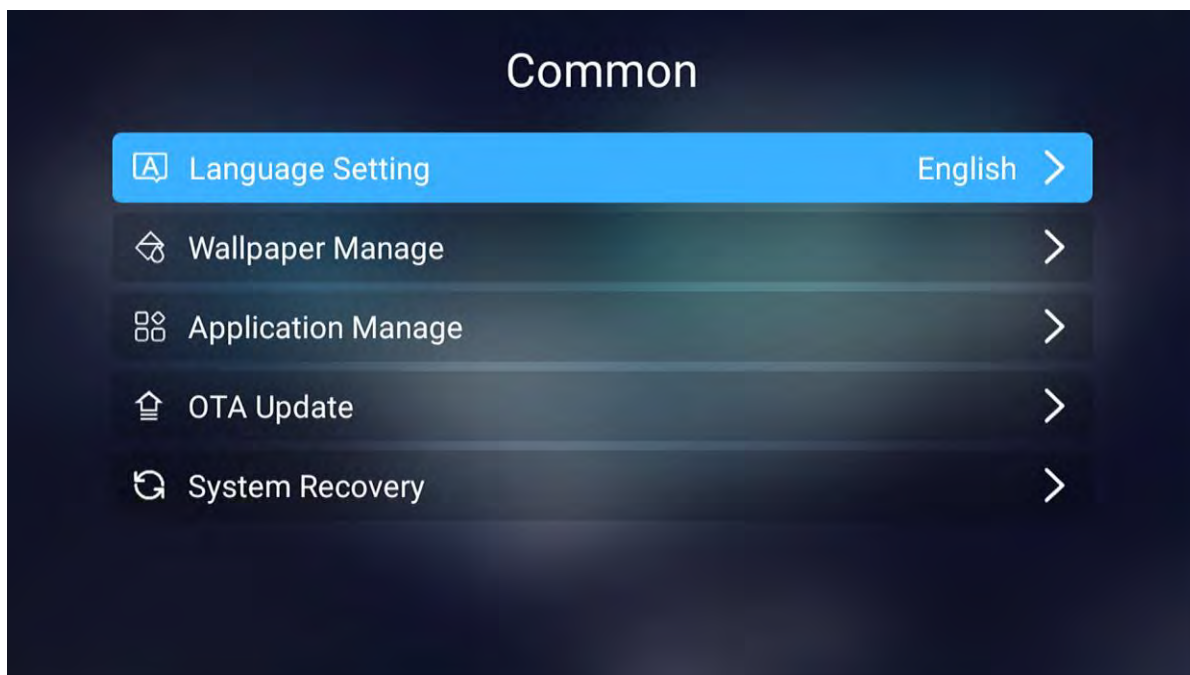 Common
Language Setting English
Wallpaper Manage
Application Manage
OTA Update
System Recovery